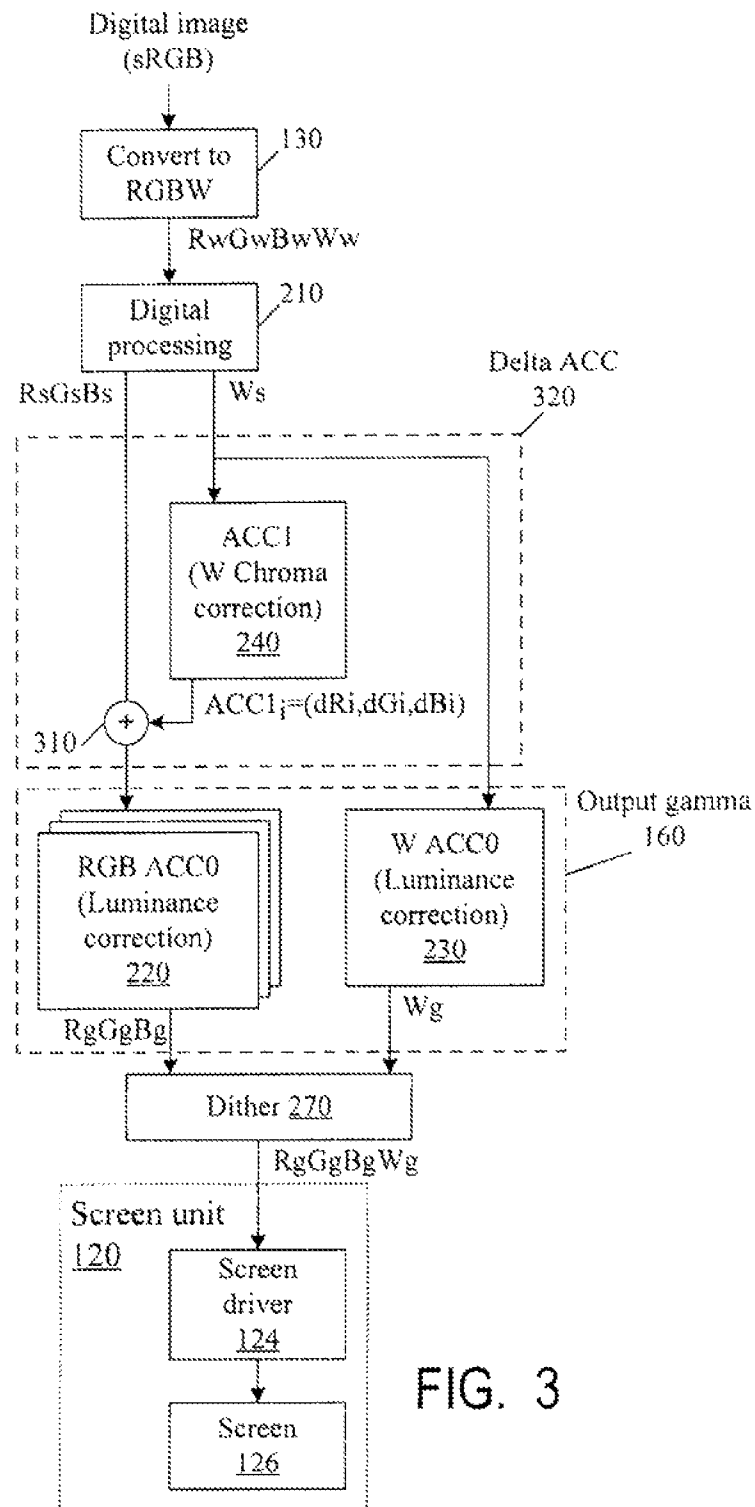 Digital image
(sRGB)
Convert to
RGBW
130
RwGwBwWw
Digital
processing
210
RsGsBs
Ws
Delta ACC
320
ACC1
(W Chroma
correction)
240
ACC1i=(dRi,dGi,dBi)
+
310
Output gamma
160
RGB ACC0
(Luminance
correction)
220
W ACC0
(Luminance
correction)
230
RgGgBg
Wg
Dither 270
RgGgBgWg
Screen unit
120
Screen
driver
124
Screen
126
FIG. 3